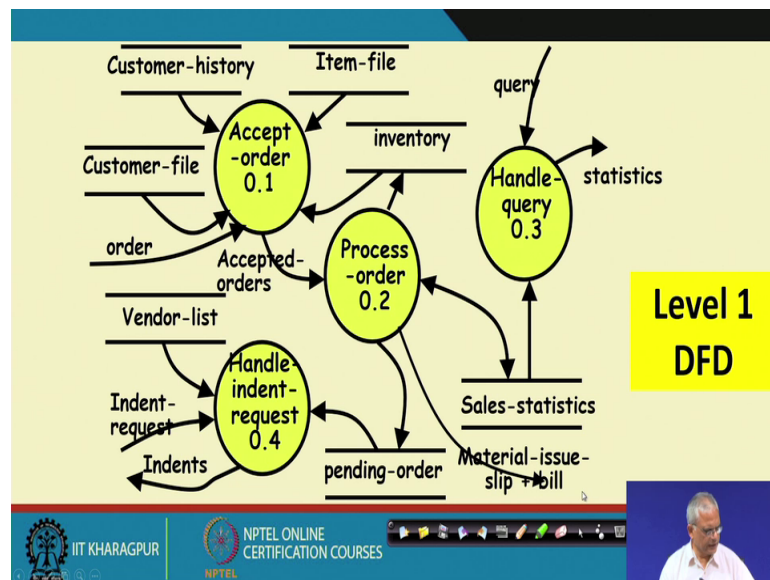 Customer-history
Item-file
query
Accept
-order
0.1
inventory
Customer-file
Handle-
query
0.3
statistics
order
Accepted-
orders
Process
-order
0.2
Vendor-list
Level 1
DFD
Handle-
indent-
request
0.4
Indent-
request
Sales-statistics
Indents
pending-order
Material-issue-
slip + bill
IIT KHARAGPUR
NPTEL
NPTEL ONLINE
CERTIFICATION COURSES